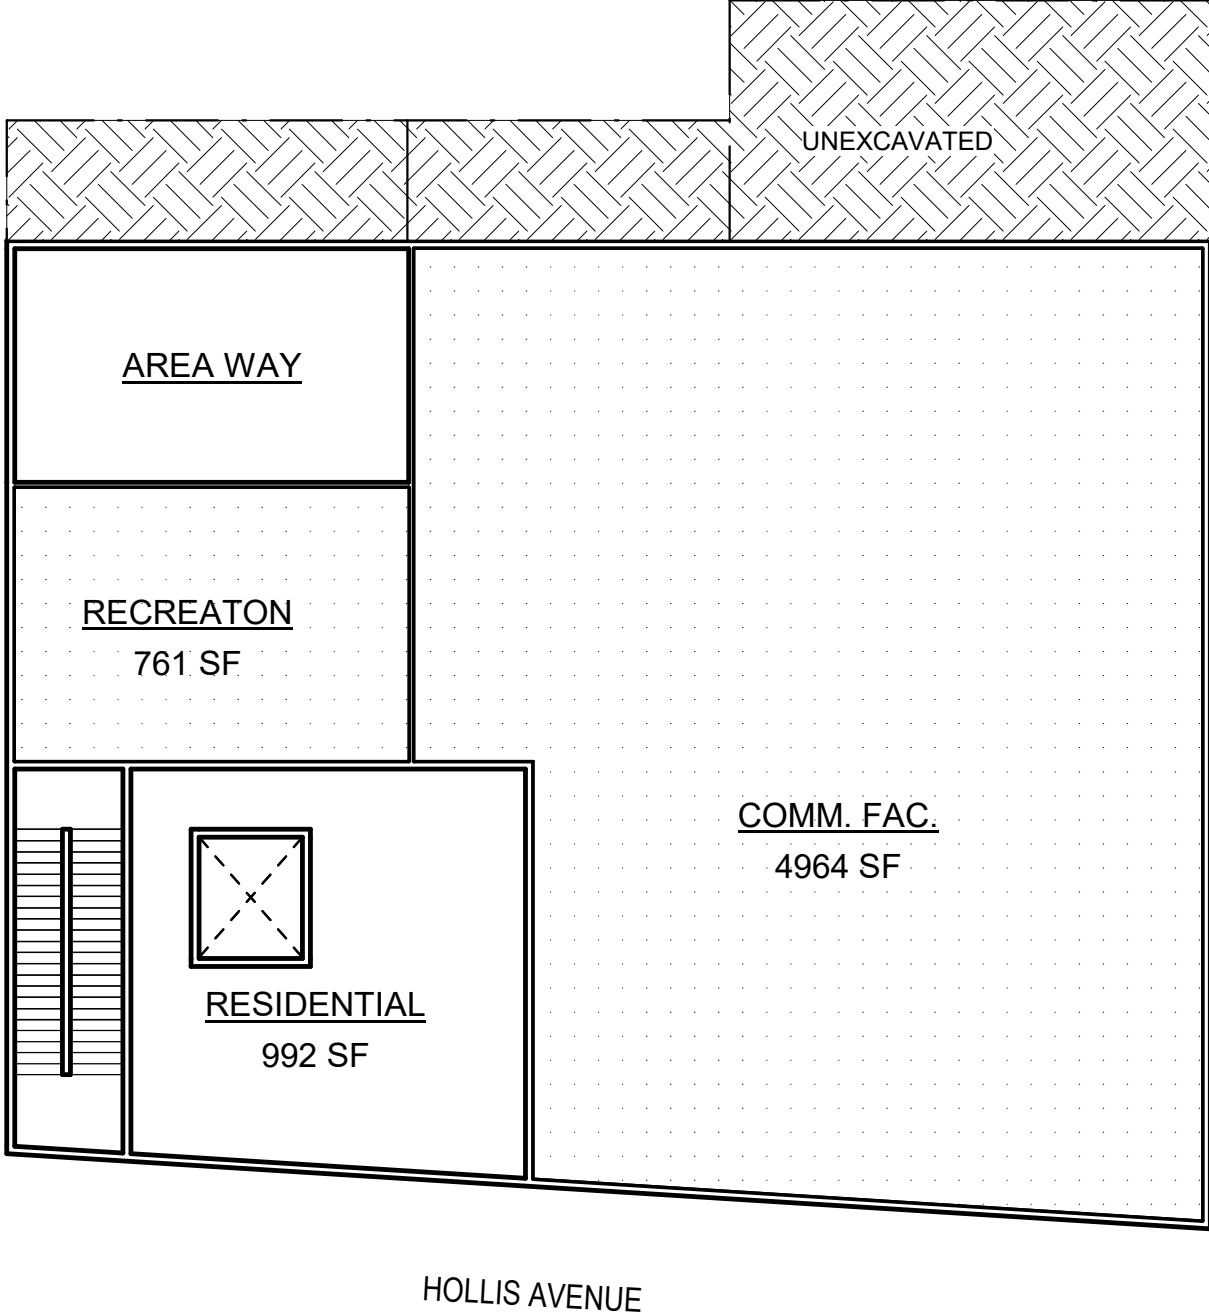 UNEXCAVATED
AREA WAY
RECREATON
761 SF
COMM. FAC.
4964 SF
RESIDENTIAL
992 SF
HOLLIS AVENUE